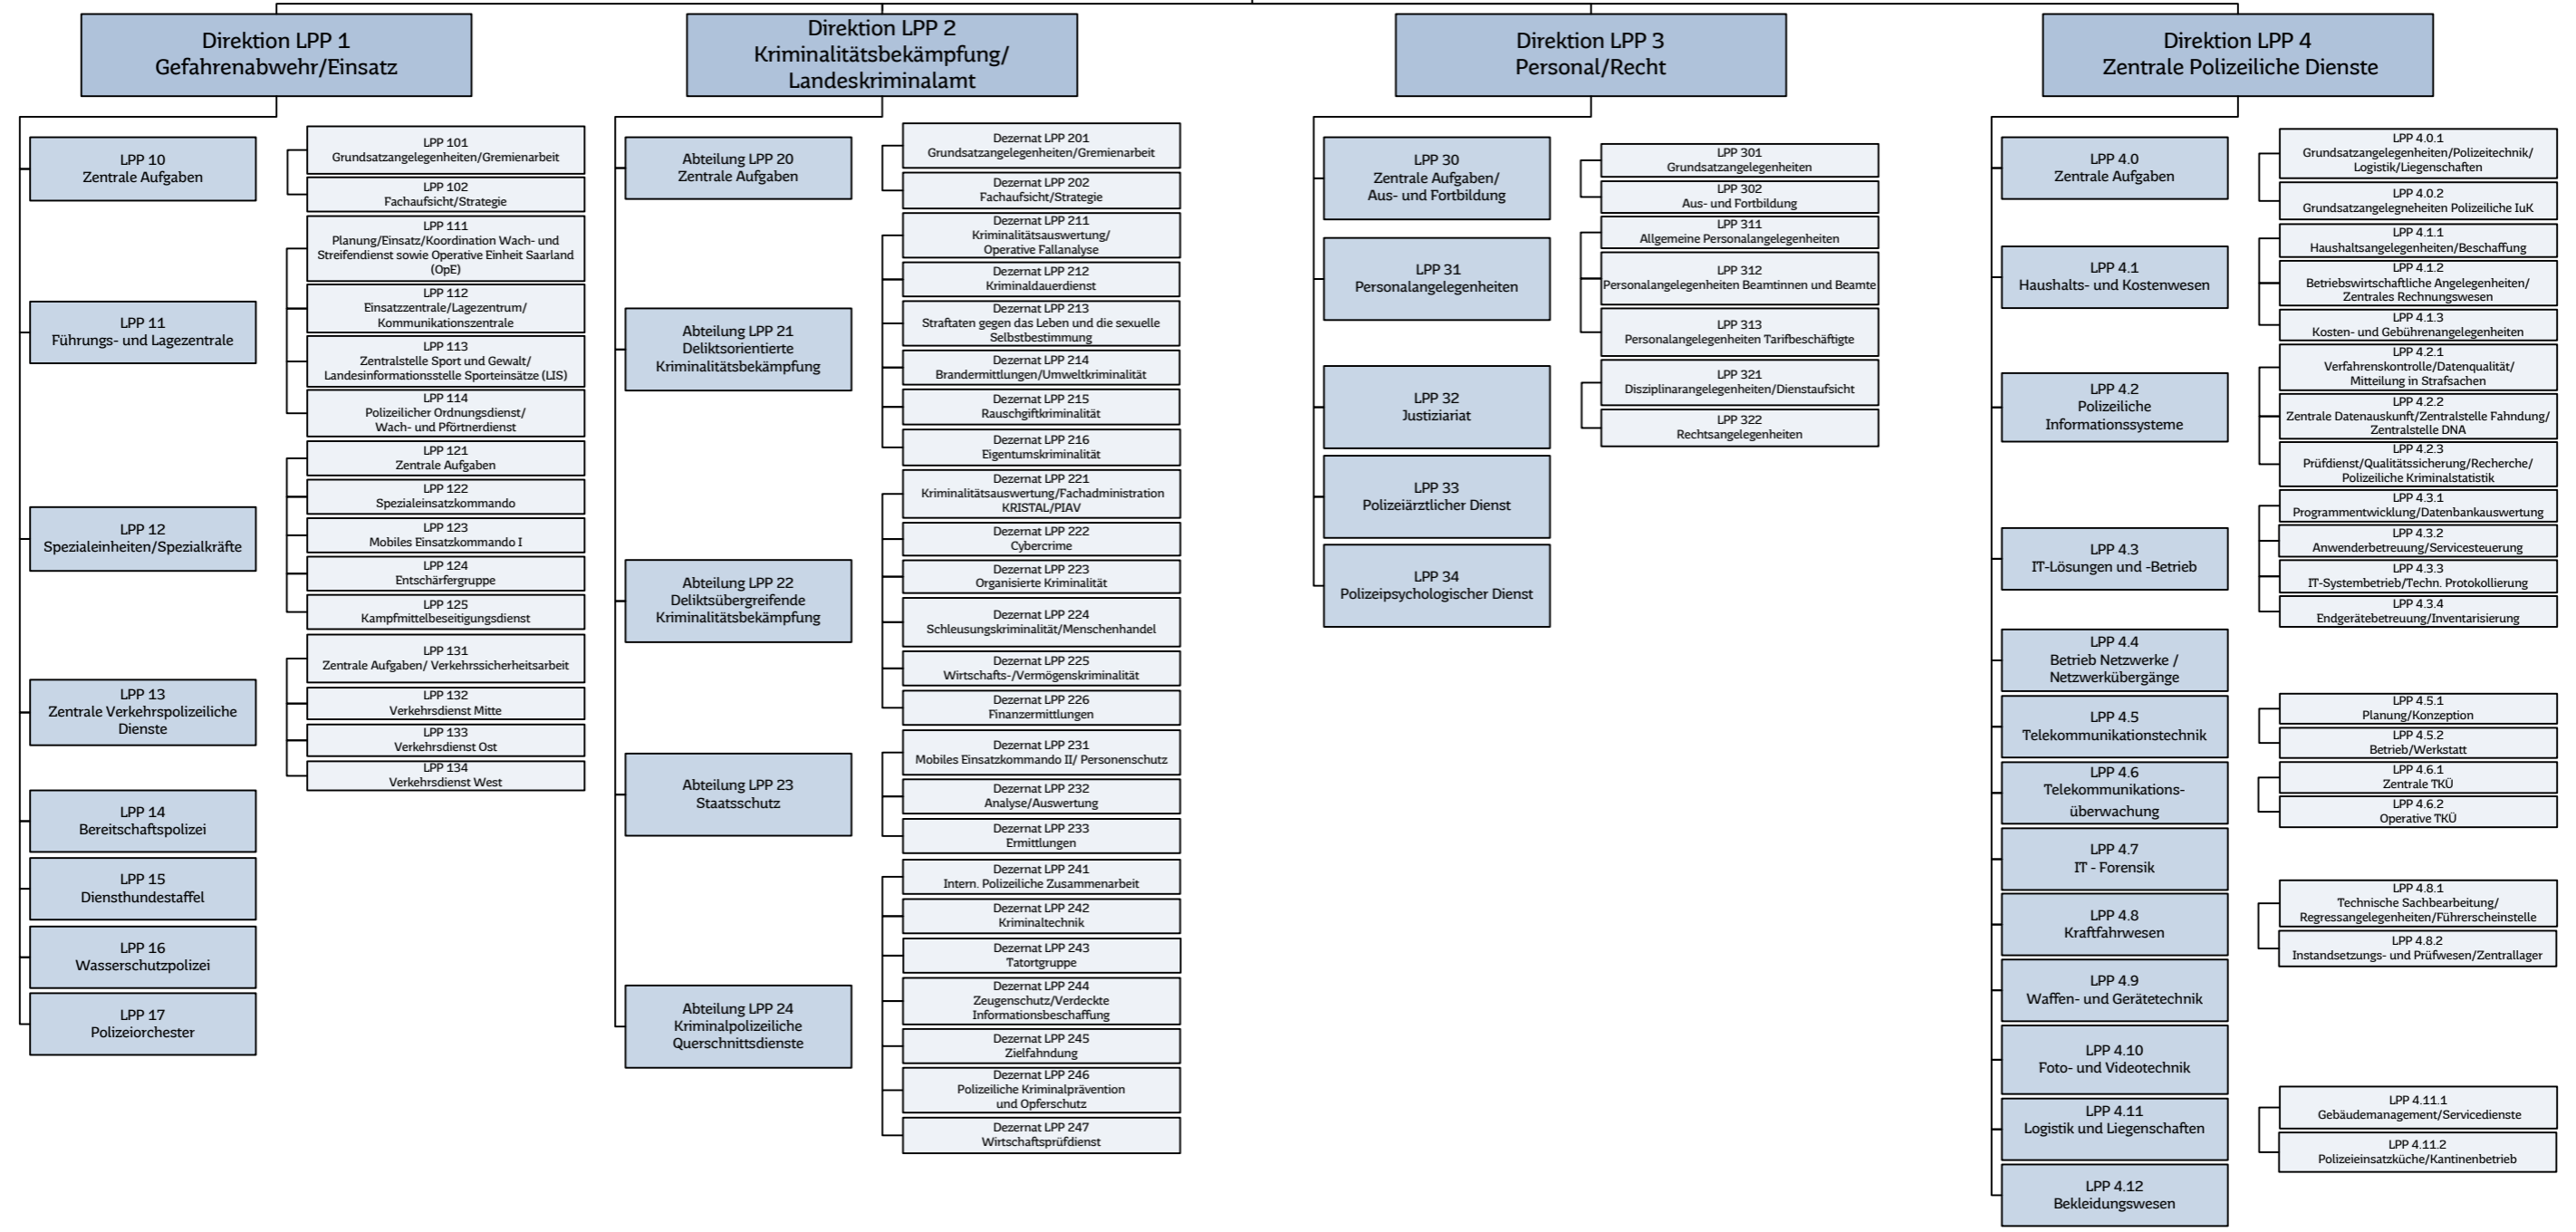 Direktion LPP 1
Gefahrenabwehr/Einsatz
LPP 10
Zentrale Aufgaben
LPP 101
Grundsatzangelegenheiten/Gremienarbeit
LPP 102
Fachaufsicht/Strategie
LPP 11
Führungs- und Lagezentrale
LPP 111
Planung/Einsatz/Koordination Wach- und
Streifendienst sowie Operative Einheit Saarland
(OpE)
LPP 112
Einsatzzentrale/Lagezentrum/
Kommunikationszentrale
LPP 113
Zentralstelle Sport und Gewalt/
Landesinformationsstelle Sporteinsätze (LIS)
LPP 114
Polizeilicher Ordnungsdienst/
Wach- und Pförtnerdienst
LPP 12
Spezialeinheiten/Spezialkräfte
LPP 121
Zentrale Aufgaben
LPP 122
Spezialeinsatzkommando
LPP 123
Mobiles Einsatzkommando I
LPP 124
Entschärfergruppe
LPP 125
Kampfmittelbeseitigungsdienst
LPP 13
Zentrale Verkehrspolizeiliche
Dienste
LPP 131
Zentrale Aufgaben/ Verkehrssicherheitsarbeit
LPP 132
Verkehrsdienst Mitte
LPP 133
Verkehrsdienst Ost
LPP 134
Verkehrsdienst West
LPP 14
Bereitschaftspolizei
LPP 15
Diensthundestaffel
LPP 16
Wasserschutzpolizei
LPP 17
Polizeiorchester
Direktion LPP 2
Kriminalitätsbekämpfung/
Landeskriminalamt
Abteilung LPP 20
Zentrale Aufgaben
Dezernat LPP 201
Grundsatzangelegenheiten/Gremienarbeit
Dezernat LPP 202
Fachaufsicht/Strategie
Abteilung LPP 21
Deliktsorientierte
Kriminalitätsbekämpfung
Dezernat LPP 211
Kriminalitätsauswertung/
Operative Fallanalyse
Dezernat LPP 212
Kriminaldauerdienst
Dezernat LPP 213
Straftaten gegen das Leben und die sexuelle
Selbstbestimmung
Dezernat LPP 214
Brandermittlungen/Umweltkriminalität
Dezernat LPP 215
Rauschgiftkriminalität
Dezernat LPP 216
Eigentumskriminalität
Abteilung LPP 22
Deliktsübergreifende
Kriminalitätsbekämpfung
Dezernat LPP 221
Kriminalitätsauswertung/Fachadministration
KRISTAL/PIAV
Dezernat LPP 222
Cybercrime
Dezernat LPP 223
Organisierte Kriminalität
Dezernat LPP 224
Schleusungskriminalität/Menschenhandel
Dezernat LPP 225
Wirtschafts-/Vermögenskriminalität
Dezernat LPP 226
Finanzermittlungen
Abteilung LPP 23
Staatsschutz
Dezernat LPP 231
Mobiles Einsatzkommando II/ Personenschutz
Dezernat LPP 232
Analyse/Auswertung
Dezernat LPP 233
Ermittlungen
Abteilung LPP 24
Kriminalpolizeiliche
Querschnittsdienste
Dezernat LPP 241
Intern. Polizeiliche Zusammenarbeit
Dezernat LPP 242
Kriminaltechnik
Dezernat LPP 243
Tatortgruppe
Dezernat LPP 244
Zeugenschutz/Verdeckte
Informationsbeschaffung
Dezernat LPP 245
Zielfahndung
Dezernat LPP 246
Polizeiliche Kriminalprävention
und Opferschutz
Dezernat LPP 247
Wirtschaftsprüfdienst
Direktion LPP 3
Personal/Recht
LPP 30
Zentrale Aufgaben/
Aus- und Fortbildung
LPP 301
Grundsatzangelegenheiten
LPP 302
Aus- und Fortbildung
LPP 31
Personalangelegenheiten
LPP 311
Allgemeine Personalangelegenheiten
LPP 312
Personalangelegenheiten Beamtinnen und Beamte
LPP 313
Personalangelegenheiten Tarifbeschäftigte
LPP 32
Justiziariat
LPP 321
Disziplinarangelegenheiten/Dienstaufsicht
LPP 322
Rechtsangelegenheiten
LPP 33
Polizeiärztlicher Dienst
LPP 34
Polizeipsychologischer Dienst
Direktion LPP 4
Zentrale Polizeiliche Dienste
LPP 4.0
Zentrale Aufgaben
LPP 4.0.1
Grundsatzangelegenheiten/Polizeitechnik/
Logistik/Liegenschaften
LPP 4.0.2
Grundsatzangelegneheiten Polizeiliche IuK
LPP 4.1
Haushalts- und Kostenwesen
LPP 4.1.1
Haushaltsangelegenheiten/Beschaffung
LPP 4.1.2
Betriebswirtschaftliche Angelegenheiten/
Zentrales Rechnungswesen
LPP 4.1.3
Kosten- und Gebührenangelegenheiten
LPP 4.2
Polizeiliche
Informationssysteme
LPP 4.2.1
Verfahrenskontrolle/Datenqualität/
Mitteilung in Strafsachen
LPP 4.2.2
Zentrale Datenauskunft/Zentralstelle Fahndung/
Zentralstelle DNA
LPP 4.2.3
Prüfdienst/Qualitätssicherung/Recherche/
Polizeiliche Kriminalstatistik
LPP 4.3
IT-Lösungen und -Betrieb
LPP 4.3.1
Programmentwicklung/Datenbankauswertung
LPP 4.3.2
Anwenderbetreuung/Servicesteuerung
LPP 4.3.3
IT-Systembetrieb/Techn. Protokollierung
LPP 4.3.4
Endgerätebetreuung/Inventarisierung
LPP 4.4
Betrieb Netzwerke /
Netzwerkübergänge
LPP 4.5
Telekommunikationstechnik
LPP 4.5.1
Planung/Konzeption
LPP 4.5.2
Betrieb/Werkstatt
LPP 4.6
Telekommunikations-
überwachung
LPP 4.6.1
Zentrale TKÜ
LPP 4.6.2
Operative TKÜ
LPP 4.7
IT - Forensik
LPP 4.8
Kraftfahrwesen
LPP 4.8.1
Technische Sachbearbeitung/
Regressangelegenheiten/Führerscheinstelle
LPP 4.8.2
Instandsetzungs- und Prüfwesen/Zentrallager
LPP 4.9
Waffen- und Gerätetechnik
LPP 4.10
Foto- und Videotechnik
LPP 4.11
Logistik und Liegenschaften
LPP 4.11.1
Gebäudemanagement/Servicedienste
LPP 4.11.2
Polizeieinsatzküche/Kantinenbetrieb
LPP 4.12
Bekleidungswesen